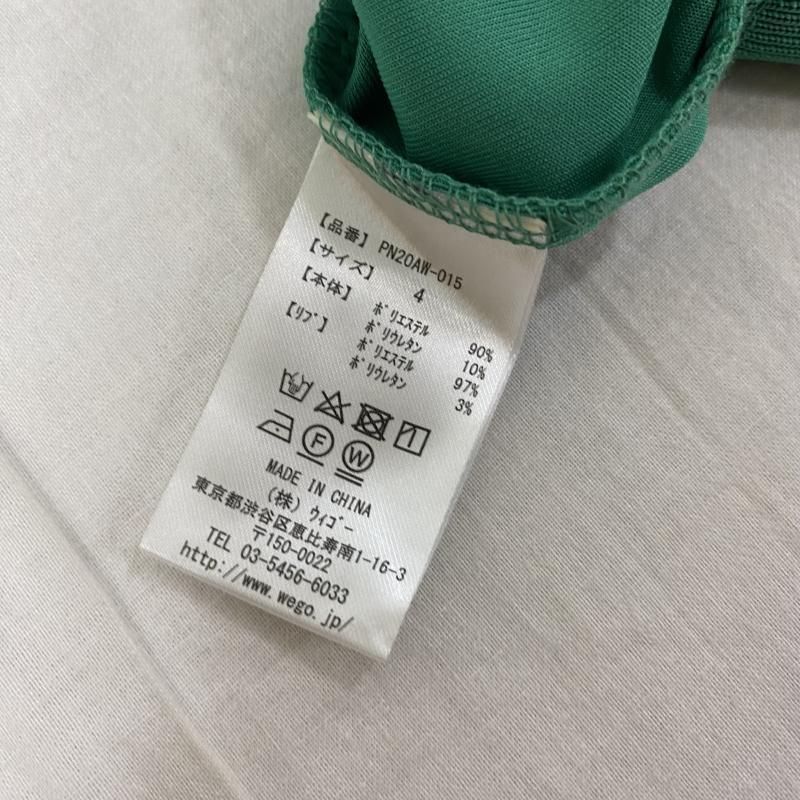 【品番】 PN20AW-015
【サイズ】 4
【本体】 ポリエステル 90%
ポリウレタン 10%
【リブ】 ポリエステル 97%
ポリウレタン 3%
F W
MADE IN CHINA
(株) ウィゴー
東京都渋谷区恵比寿南1-16-3
〒150-0022
TEL 03-5456-6033
http://www.wego.jp/